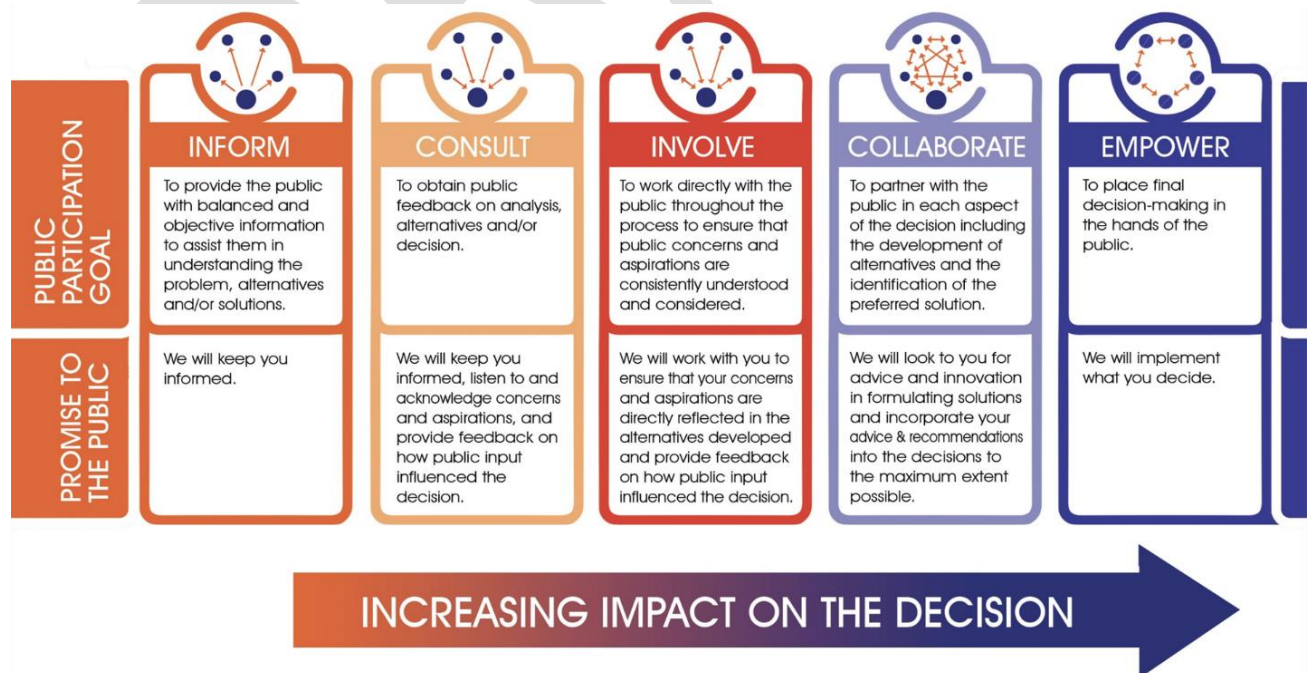 PUBLIC
PARTICIPATION
GOAL
INFORM
To provide the public
with balanced and
objective information
to assist them in
understanding the
problem, alternatives
and/or solutions.
CONSULT
To obtain public
feedback on analysis,
alternatives and/or
decision.
INVOLVE
To work directly with the
public throughout the
process to ensure that
public concerns and
aspirations are
consistently understood
and considered.
COLLABORATE
To partner with the
public in each aspect
of the decision including
the development of
alternatives and the
identification of the
preferred solution.
EMPOWER
To place final
decision-making in
the hands of the
public.
PROMISE TO
THE PUBLIC
We will keep you
informed.
We will keep you
informed, listen to and
acknowledge concerns
and aspirations, and
provide feedback on
how public input
influenced the
decision.
We will work with you to
ensure that your concerns
and aspirations are
directly reflected in the
alternatives developed
and provide feedback
on how public input
influenced the decision.
We will look to you for
advice and innovation
in formulating solutions
and incorporate your
advice & recommendations
into the decisions to
the maximum extent
possible.
We will implement
what you decide.
INCREASING IMPACT ON THE DECISION